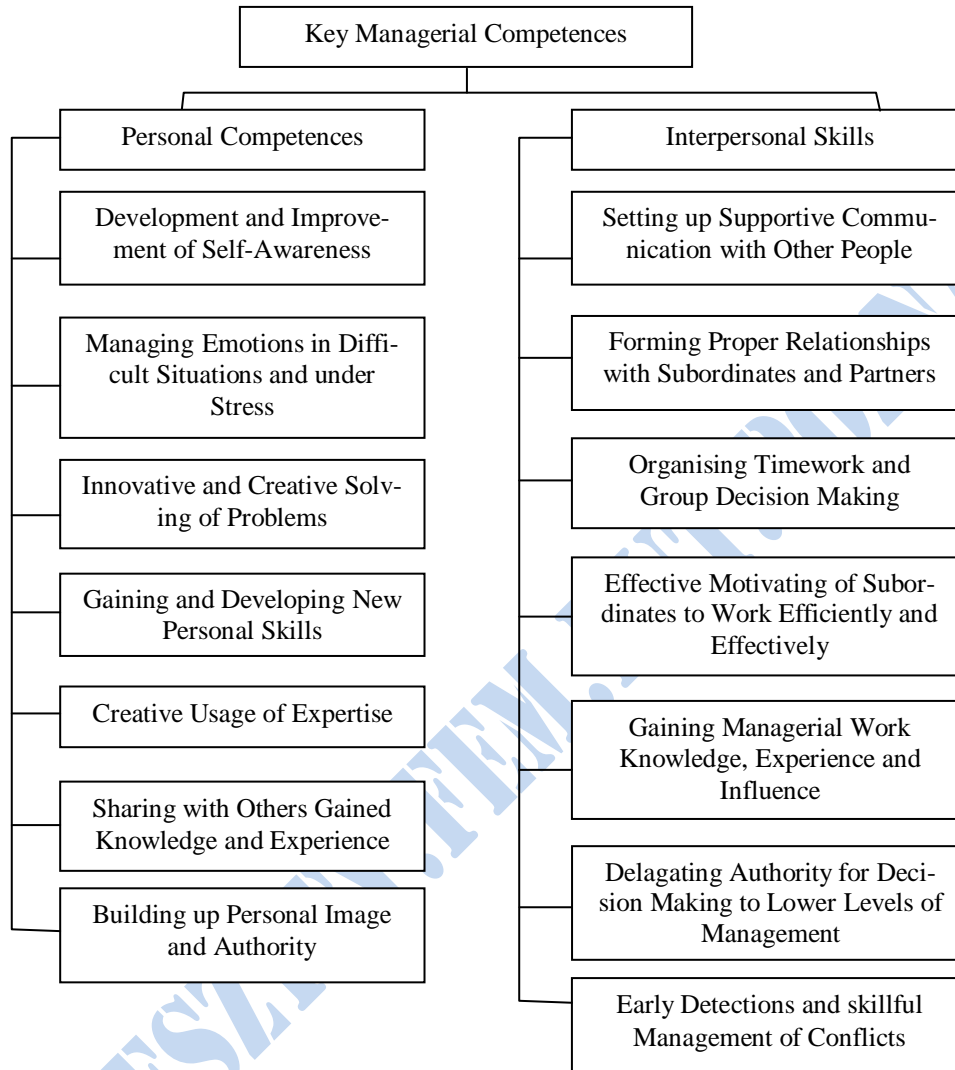 Key Managerial Competences
Personal Competences
Development and Improve-
ment of Self-Awareness
Managing Emotions in Diffi-
cult Situations and under
Stress
Innovative and Creative Solv-
ing of Problems
Gaining and Developing New
Personal Skills
Creative Usage of Expertise
Sharing with Others Gained
Knowledge and Experience
Building up Personal Image
and Authority
Interpersonal Skills
Setting up Supportive Commu-
nication with Other People
Forming Proper Relationships
with Subordinates and Partners
Organising Timework and
Group Decision Making
Effective Motivating of Subor-
dinates to Work Efficiently and
Effectively
Gaining Managerial Work
Knowledge, Experience and
Influence
Delagating Authority for Deci-
sion Making to Lower Levels of
Management
Early Detections and skillful
Management of Conflicts